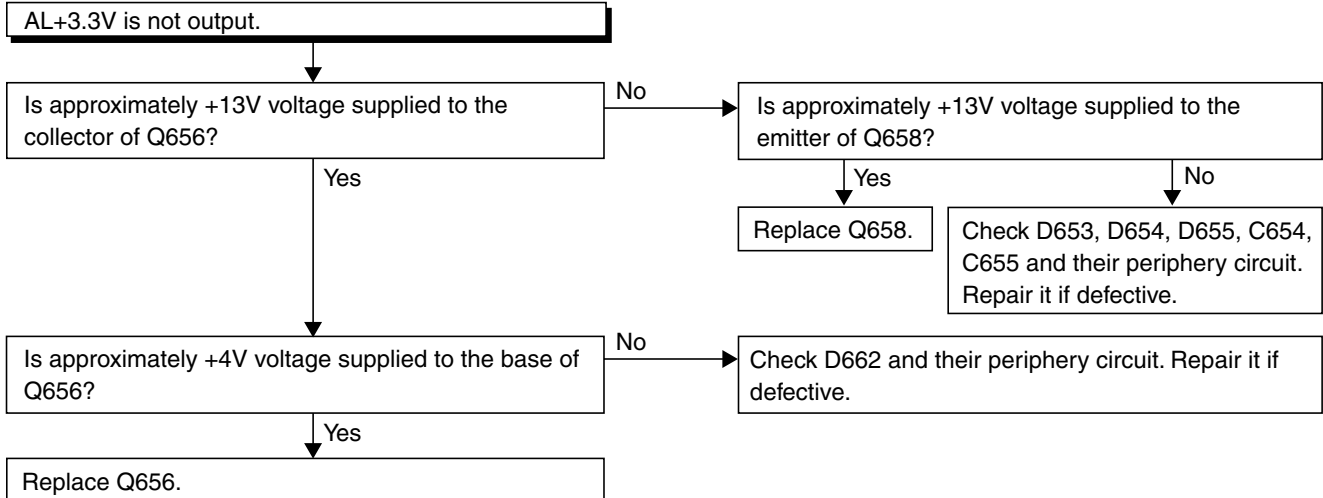 AL+3.3V is not output.
Is approximately +13V voltage supplied to the
collector of Q656?
No
Is approximately +13V voltage supplied to the
emitter of Q658?
Yes
Yes
No
Replace Q658.
Check D653, D654, D655, C654,
C655 and their periphery circuit.
Repair it if defective.
Is approximately +4V voltage supplied to the base of
Q656?
No
Check D662 and their periphery circuit. Repair it if
defective.
Yes
Replace Q656.